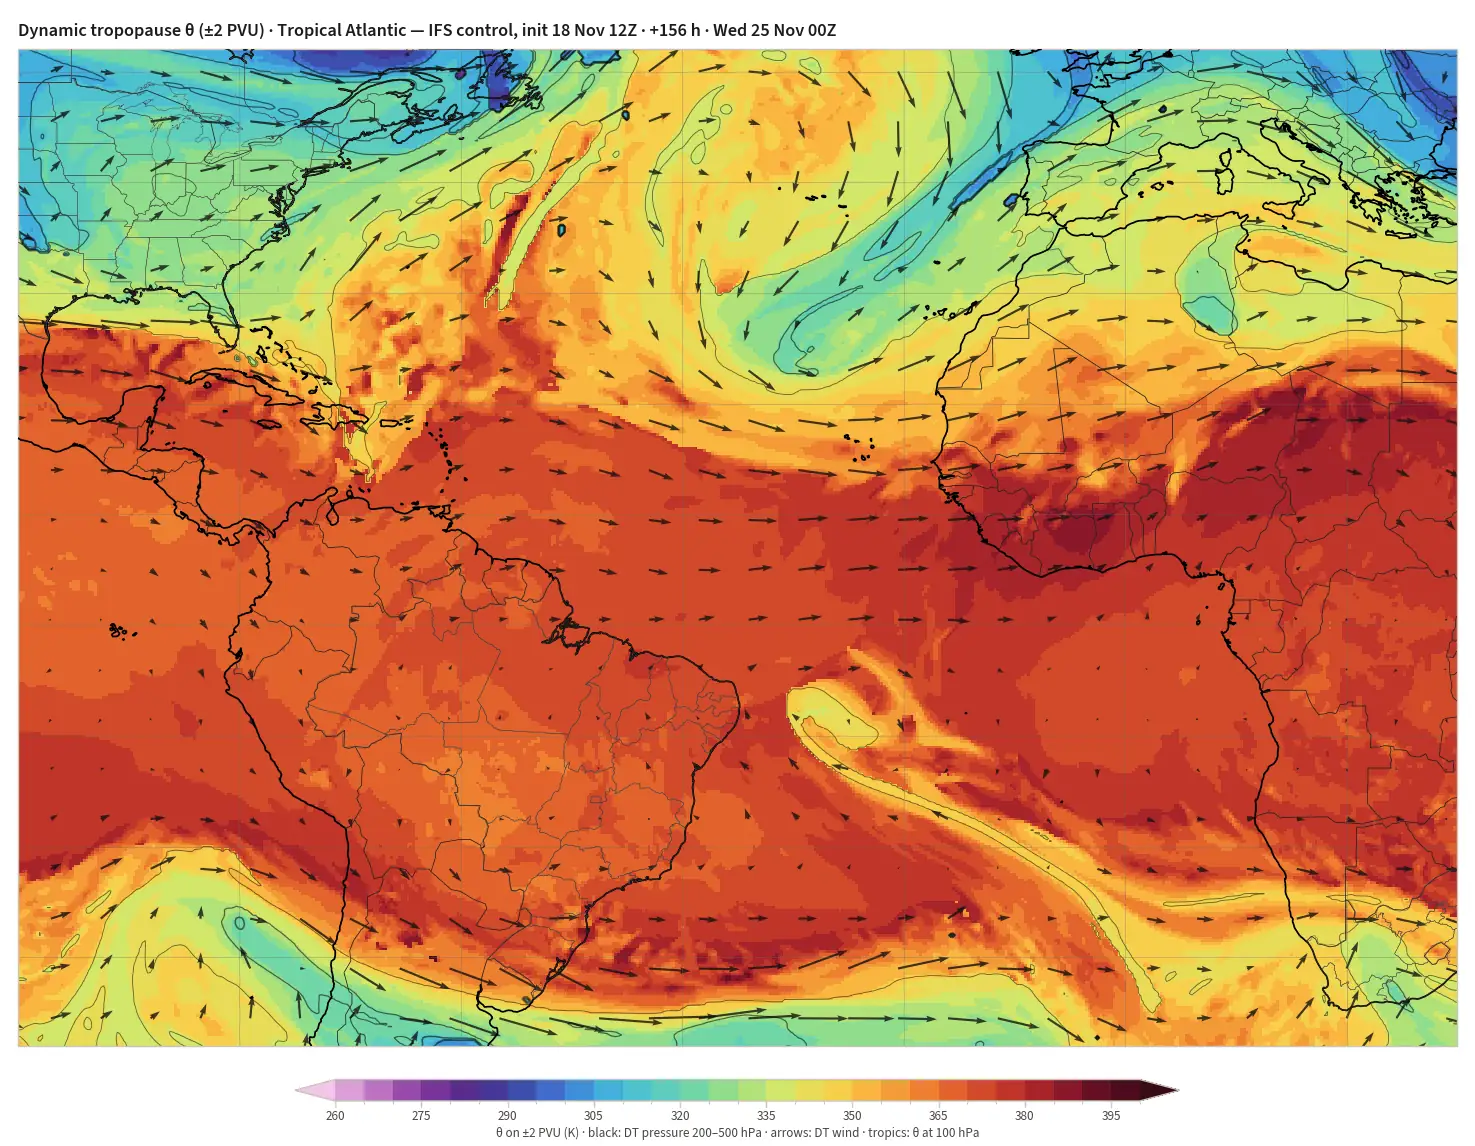 Dynamic tropopause θ (±2 PVU) · Tropical Atlantic — IFS control, init 18 Nov 12Z · +156 h · Wed 25 Nov 00Z
260 275 290 305 320 335 350 365 380 395
θ on ±2 PVU (K) · black: DT pressure 200–500 hPa · arrows: DT wind · tropics: θ at 100 hPa